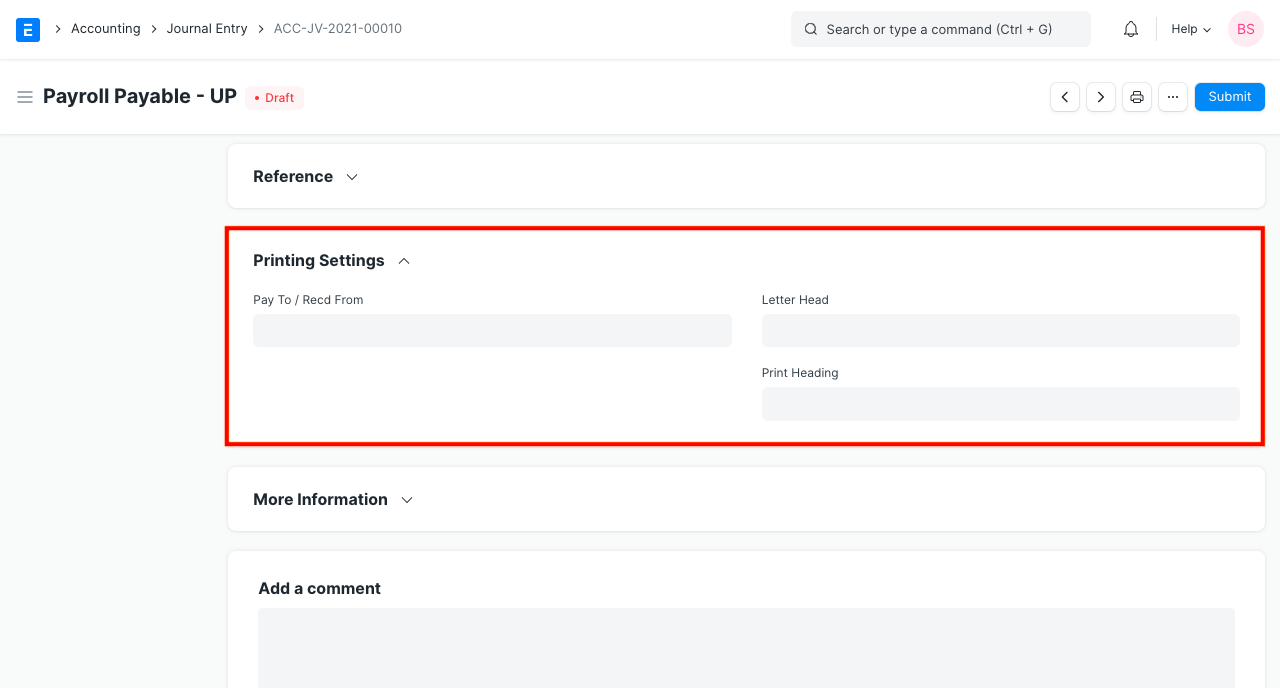 E
Accounting
Journal Entry
ACC-JV-2021-00010
Search or type a command (Ctrl + G)
Help
BS
Payroll Payable - UP
• Draft
...
Submit
Reference
Printing Settings
Pay To / Recd From
Letter Head
Print Heading
More Information
Add a comment